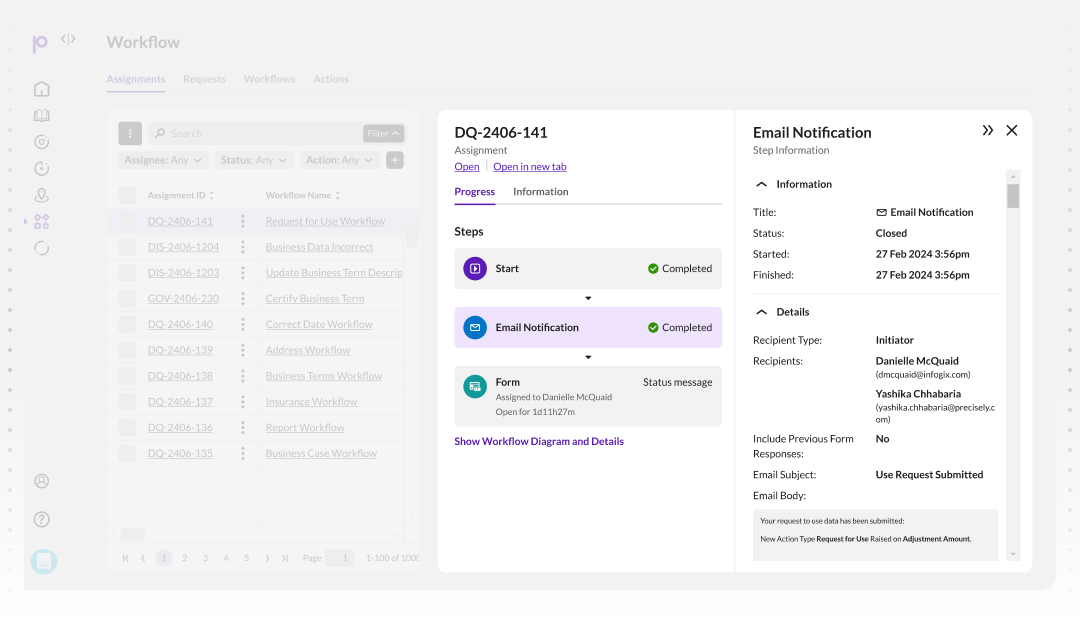 Workflow
Assignments Requests Workflows Actions
Search Filter
Assignee: Any Status: Any Action: Any +
Assignment ID Workflow Name
DQ-2406-141 Request for Use Workflow
DIS-2406-1204 Business Data Incorrect
DIS-2406-1203 Update Business Term Descrip
GOV-2406-230 Certify Business Term
DQ-2406-140 Correct Date Workflow
DQ-2406-139 Address Workflow
DQ-2406-138 Business Terms Workflow
DQ-2406-137 Insurance Workflow
DQ-2406-136 Report Workflow
DQ-2406-135 Business Case Workflow
1 2 3 4 5 Page 1 1-100 of 1000
DQ-2406-141
Assignment
Open Open in new tab
Progress Information
Steps
Start Completed
Email Notification Completed
Form Status message
Assigned to Danielle McQuaid
Open for 1d11h27m
Show Workflow Diagram and Details
Email Notification
Step Information
Information
Title: Email Notification
Status: Closed
Started: 27 Feb 2024 3:56pm
Finished: 27 Feb 2024 3:56pm
Details
Recipient Type: Initiator
Recipients: Danielle McQuaid
(dmcquaid@infogix.com)
Yashika Chhabaria
(yashika.chhabaria@precisely.c
om)
Include Previous Form No
Responses:
Email Subject: Use Request Submitted
Email Body:
Your request to use data has been submitted:
New Action Type Request for Use Raised on Adjustment Amount.